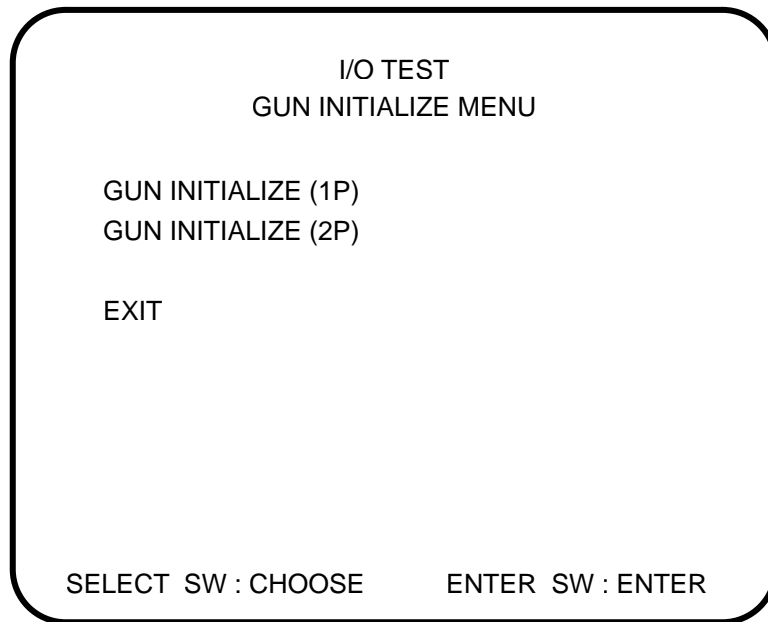 I/O TEST
GUN INITIALIZE MENU
GUN INITIALIZE (1P)
GUN INITIALIZE (2P)
EXIT
SELECT SW : CHOOSE ENTER SW : ENTER